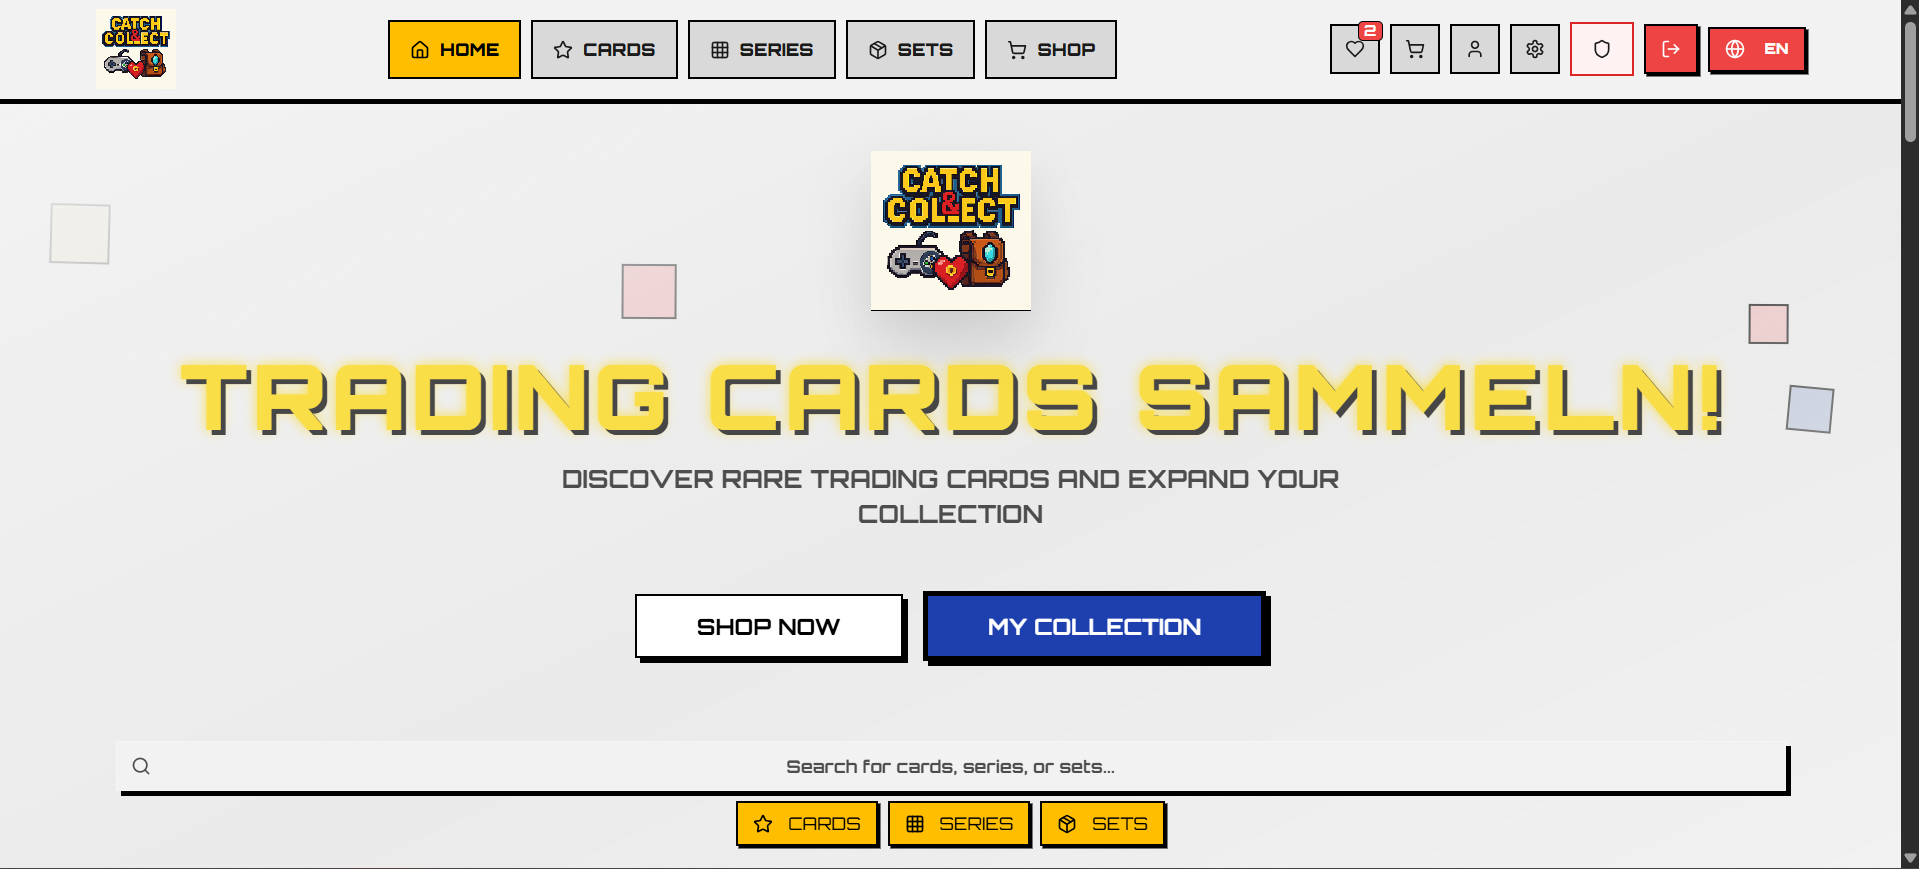 CATCH
&
COLLECT
HOME
CARDS
SERIES
SETS
SHOP
2
EN
CATCH
&
COLLECT
TRADING CARDS SAMMELN!
DISCOVER RARE TRADING CARDS AND EXPAND YOUR
COLLECTION
SHOP NOW
MY COLLECTION
Search for cards, series, or sets...
CARDS
SERIES
SETS